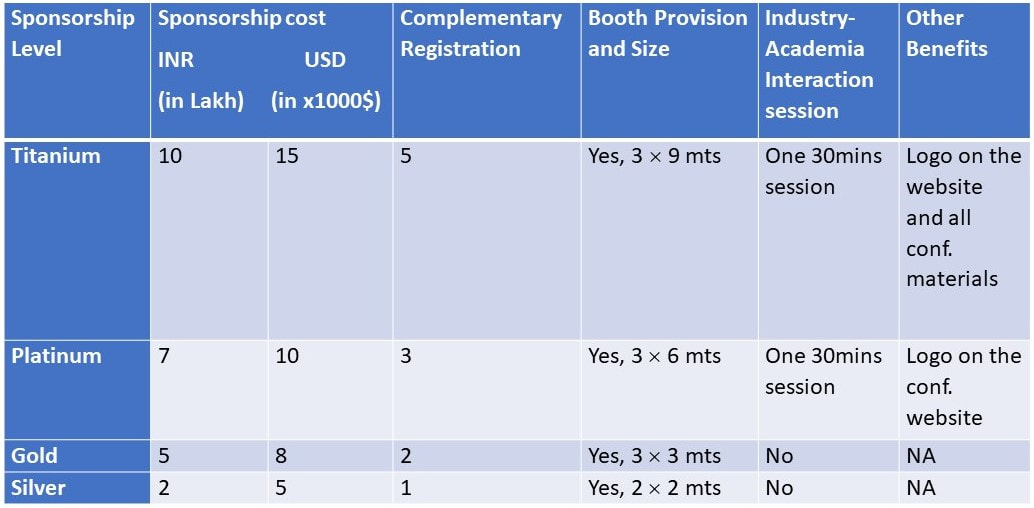 Sponsorship Level
Sponsorship cost
INR USD
(in Lakh) (in x1000$)
Complementary Registration
Booth Provision and Size
Industry-Academia Interaction session
Other Benefits
Titanium 10 15 5 Yes, 3 × 9 mts One 30mins session Logo on the website and all conf. materials
Platinum 7 10 3 Yes, 3 × 6 mts One 30mins session Logo on the conf. website
Gold 5 8 2 Yes, 3 × 3 mts No NA
Silver 2 5 1 Yes, 2 × 2 mts No NA